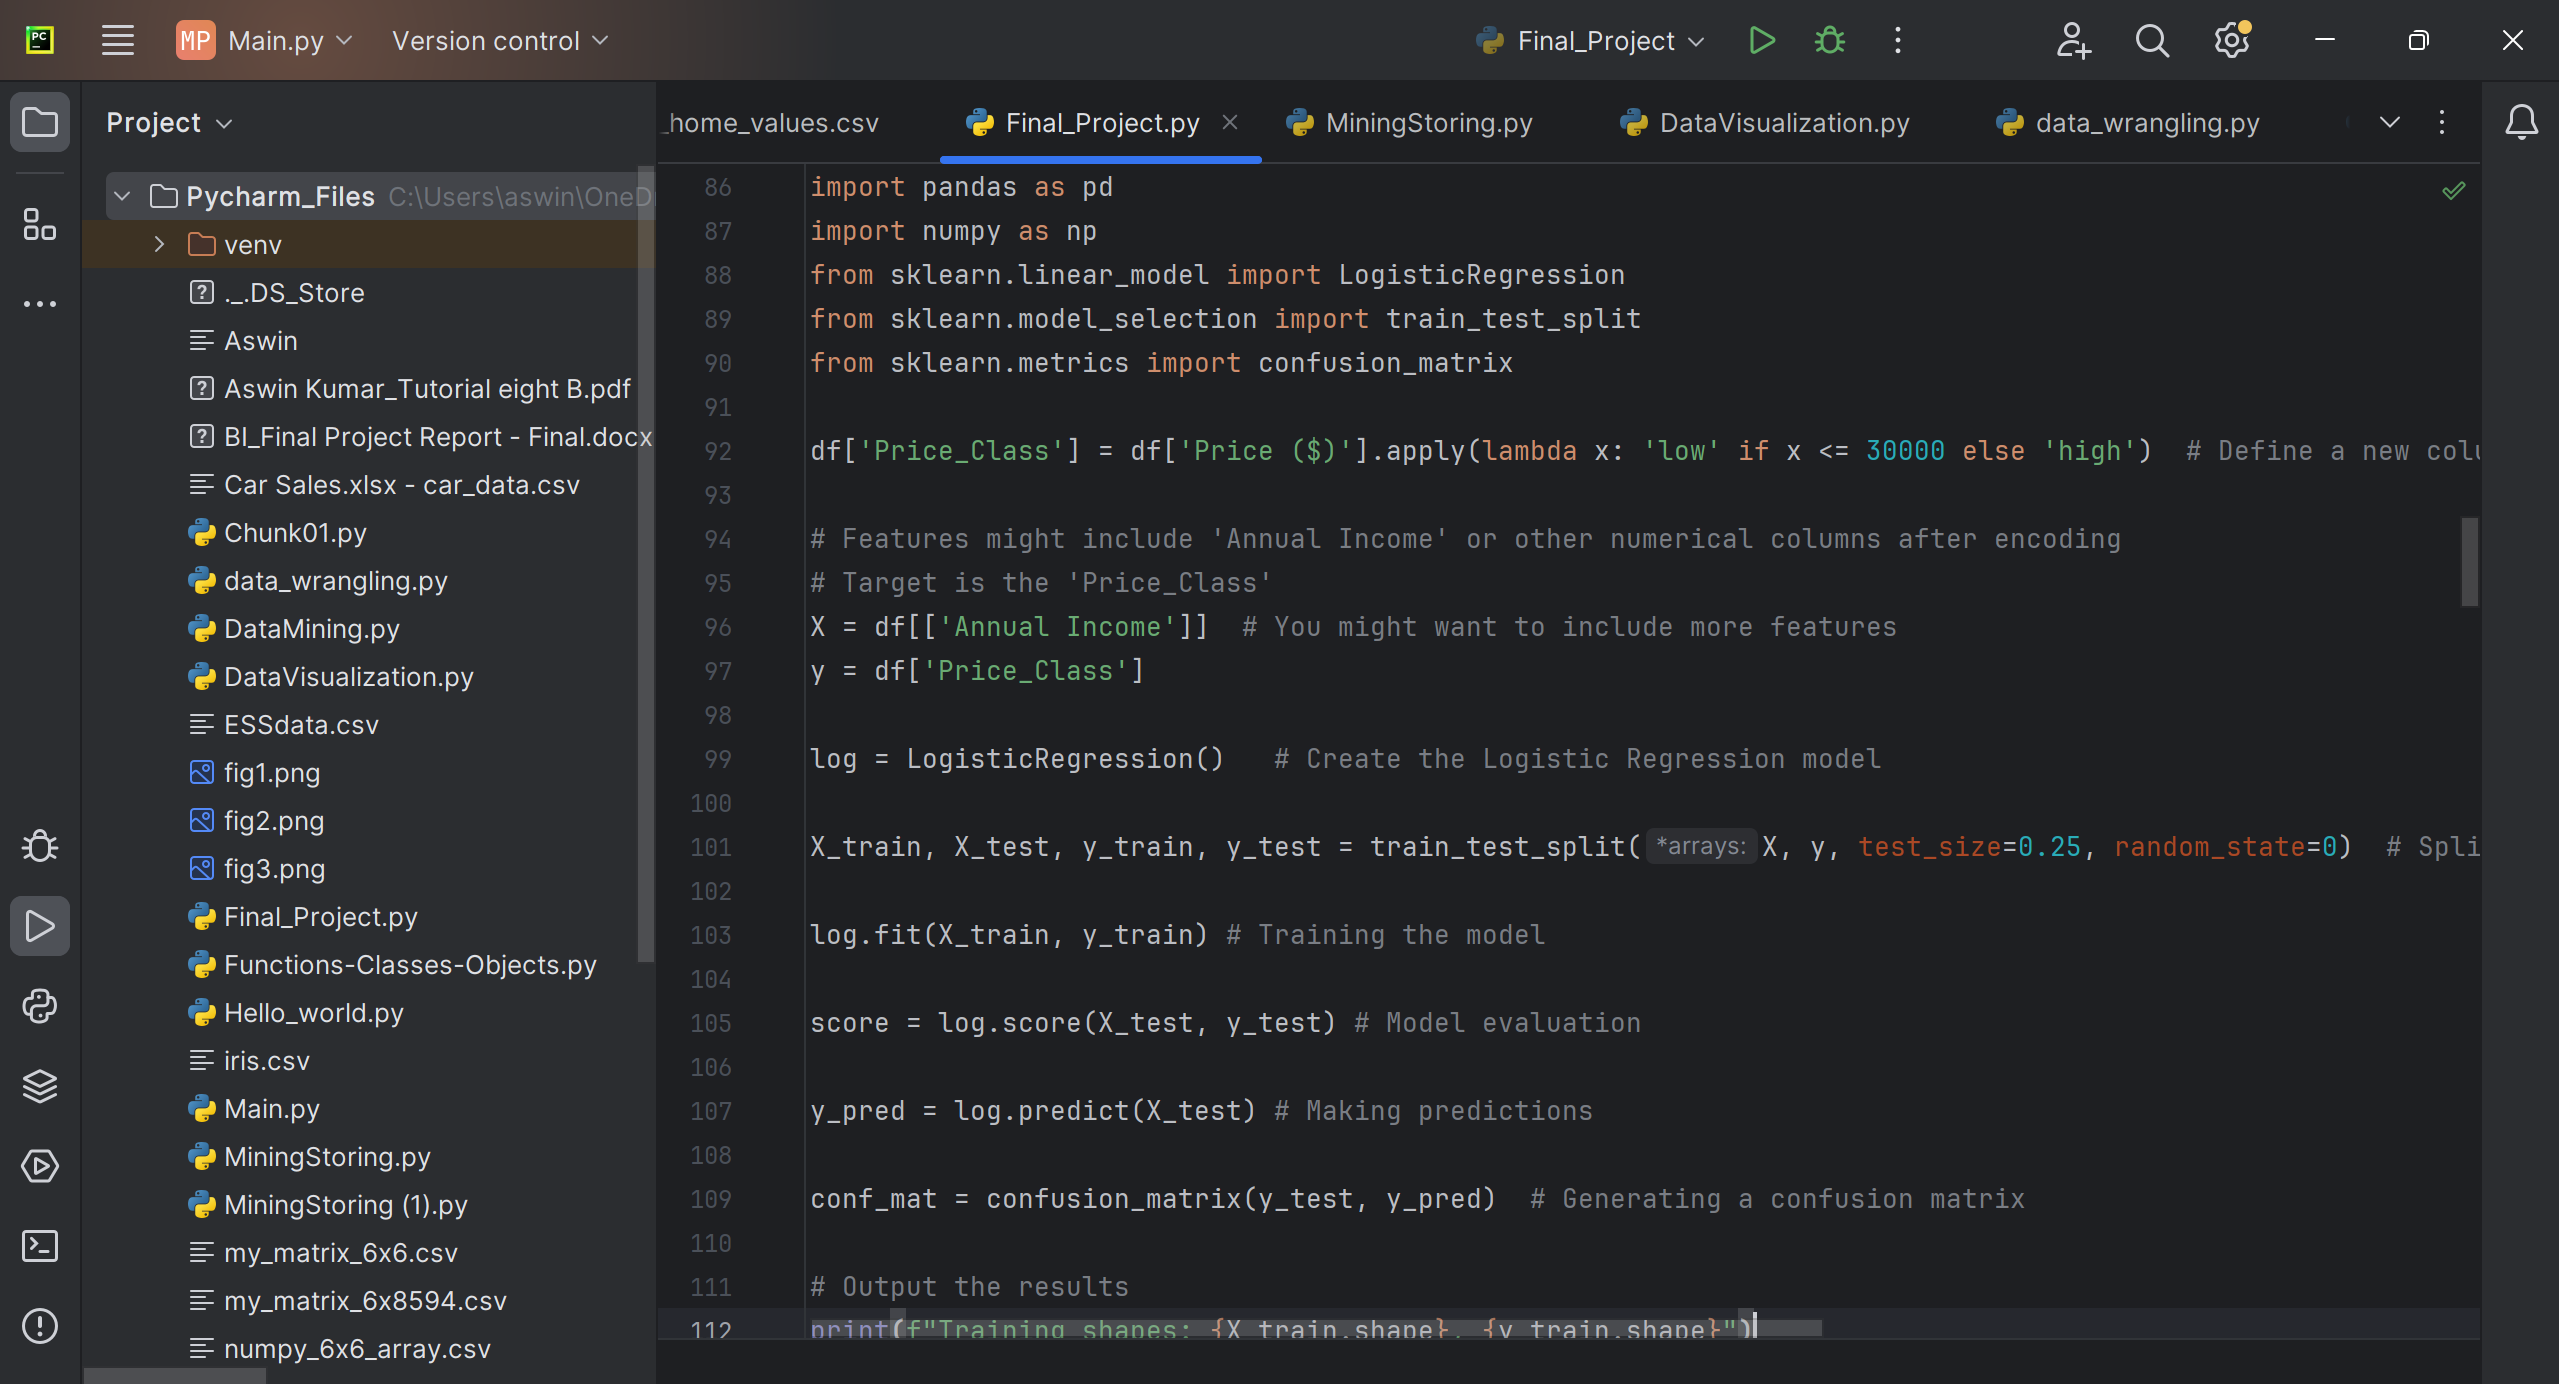 PC
MP Main.py Version control Final_Project
Project
Pycharm_Files C:\Users\aswin\OneD
venv
._.DS_Store
Aswin
Aswin Kumar_Tutorial eight B.pdf
BI_Final Project Report - Final.docx
Car Sales.xlsx - car_data.csv
Chunk01.py
data_wrangling.py
DataMining.py
DataVisualization.py
ESSdata.csv
fig1.png
fig2.png
fig3.png
Final_Project.py
Functions-Classes-Objects.py
Hello_world.py
iris.csv
Main.py
MiningStoring.py
MiningStoring (1).py
my_matrix_6x6.csv
my_matrix_6x8594.csv
numpy_6x6_array.csv
_home_values.csv Final_Project.py MiningStoring.py DataVisualization.py data_wrangling.py
86 import pandas as pd
87 import numpy as np
88 from sklearn.linear_model import LogisticRegression
89 from sklearn.model_selection import train_test_split
90 from sklearn.metrics import confusion_matrix
91
92 df['Price_Class'] = df['Price ($)'].apply(lambda x: 'low' if x <= 30000 else 'high')  # Define a new colu
93
94 # Features might include 'Annual Income' or other numerical columns after encoding
95 # Target is the 'Price_Class'
96 X = df[['Annual Income']]  # You might want to include more features
97 y = df['Price_Class']
98
99 log = LogisticRegression()   # Create the Logistic Regression model
100
101 X_train, X_test, y_train, y_test = train_test_split( *arrays: X, y, test_size=0.25, random_state=0)  # Spli
102
103 log.fit(X_train, y_train) # Training the model
104
105 score = log.score(X_test, y_test) # Model evaluation
106
107 y_pred = log.predict(X_test) # Making predictions
108
109 conf_mat = confusion_matrix(y_test, y_pred)  # Generating a confusion matrix
110
111 # Output the results
112 print(f"Training shapes: {X_train.shape}, {y_train.shape}")